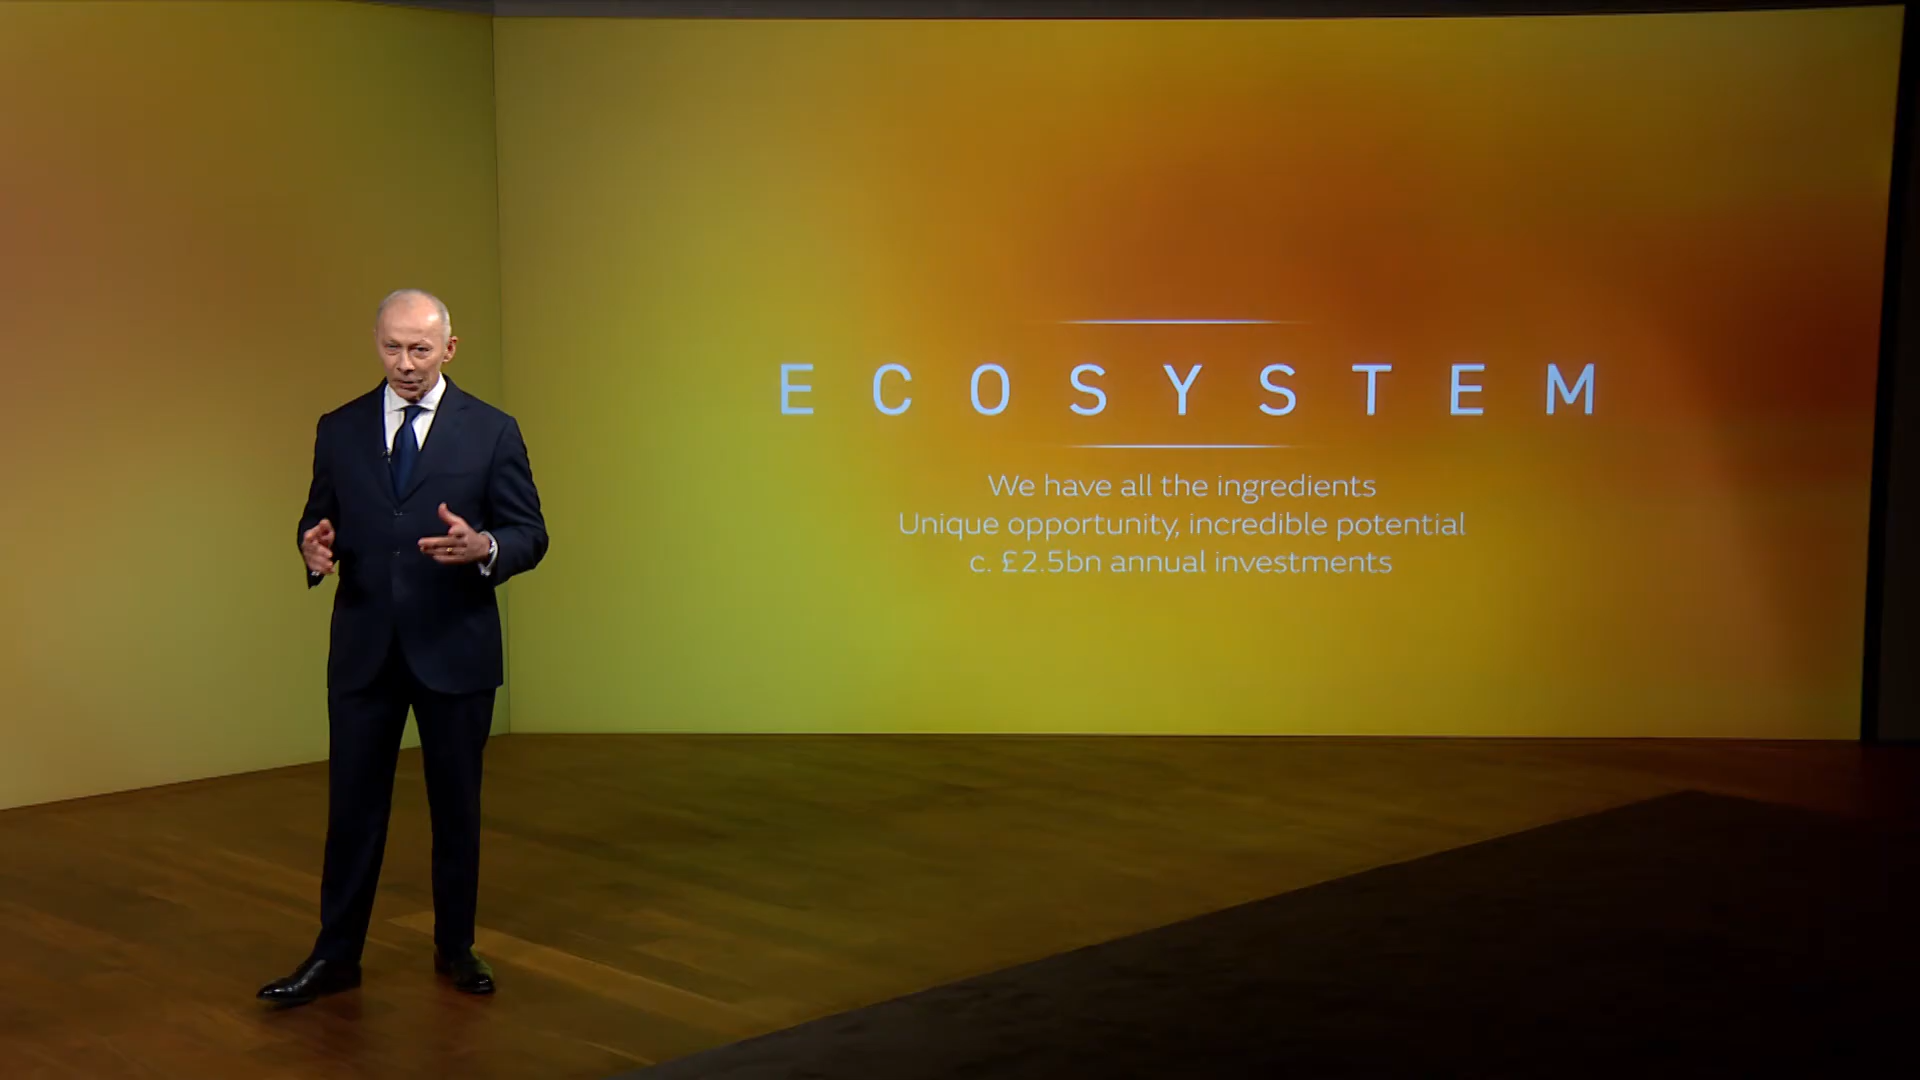 ECOSYSTEM
We have all the ingredients
Unique opportunity, incredible potential
c. £2.5bn annual investments